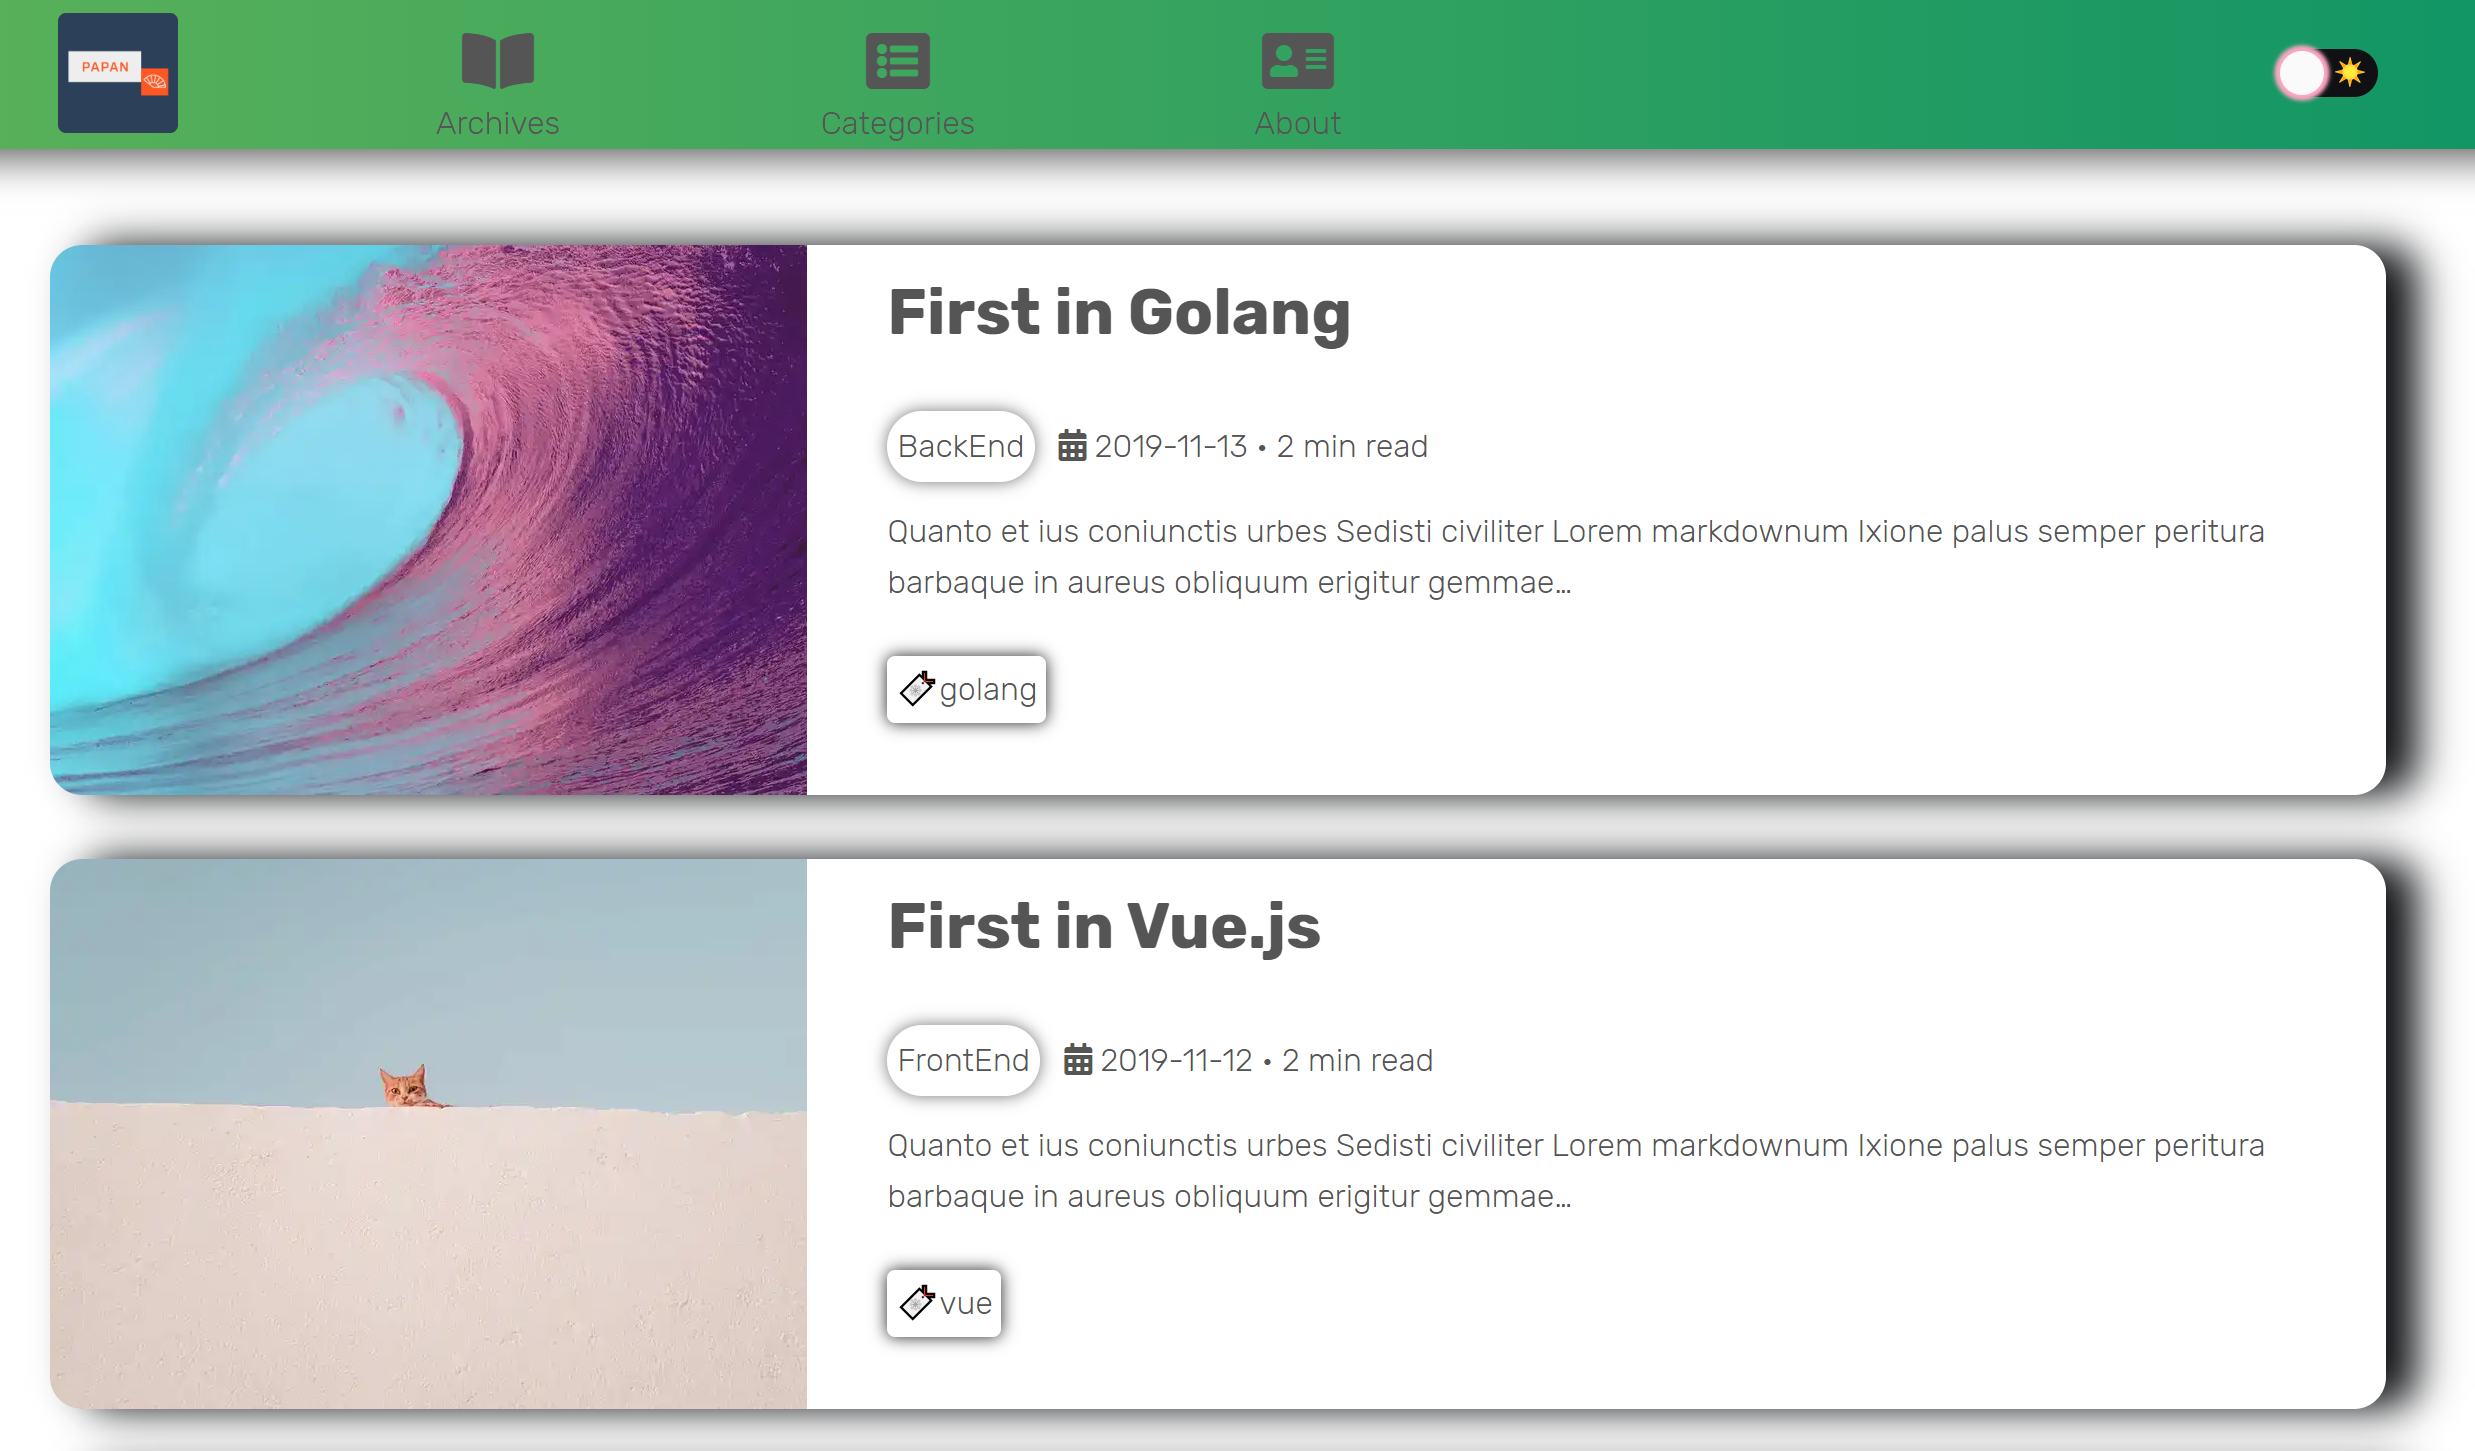 PAPAN
Archives
Categories
About
First in Golang
BackEnd 2019-11-13 • 2 min read
Quanto et ius coniunctis urbes Sedisti civiliter Lorem markdownum Ixione palus semper peritura
barbaque in aureus obliquum erigitur gemmae...
golang
First in Vue.js
FrontEnd 2019-11-12 • 2 min read
Quanto et ius coniunctis urbes Sedisti civiliter Lorem markdownum Ixione palus semper peritura
barbaque in aureus obliquum erigitur gemmae...
vue